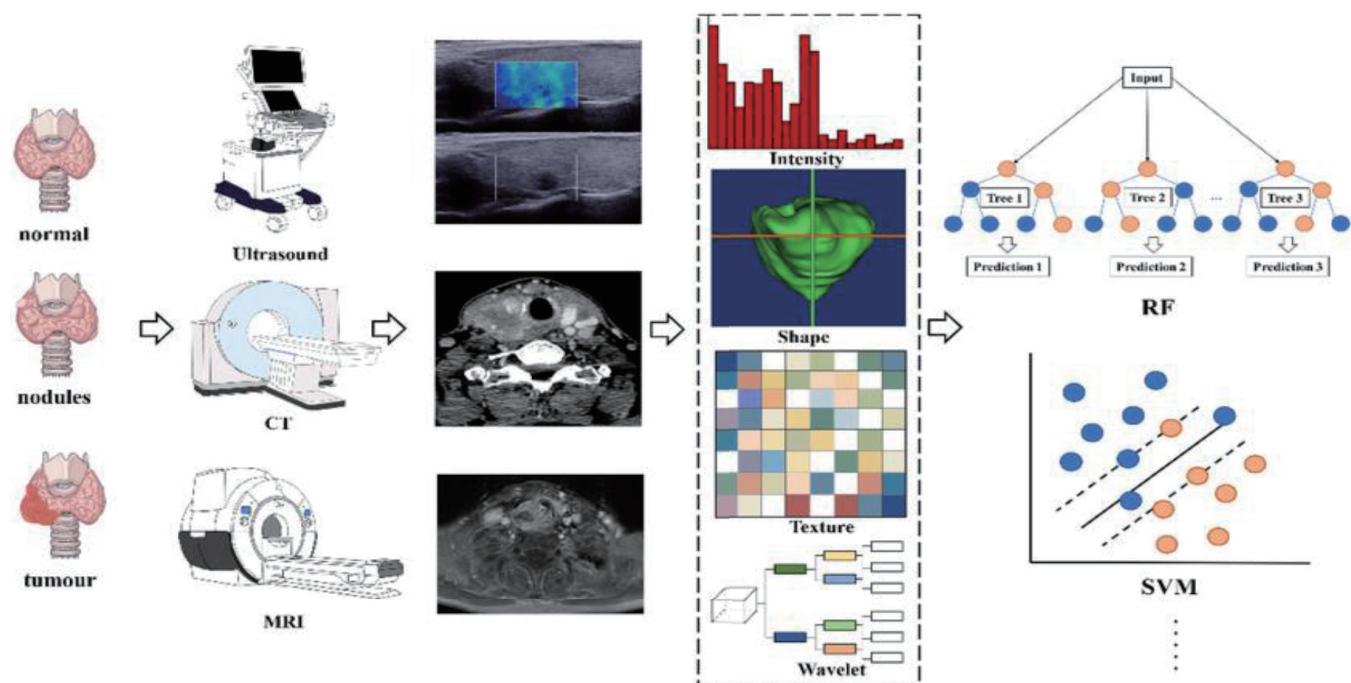 normal
nodules
tumour
Ultrasound
CT
MRI
Intensity
Shape
Texture
Wavelet
Input
Tree 1
Tree 2
...
Tree 3
Prediction 1
Prediction 2
Prediction 3
RF
SVM